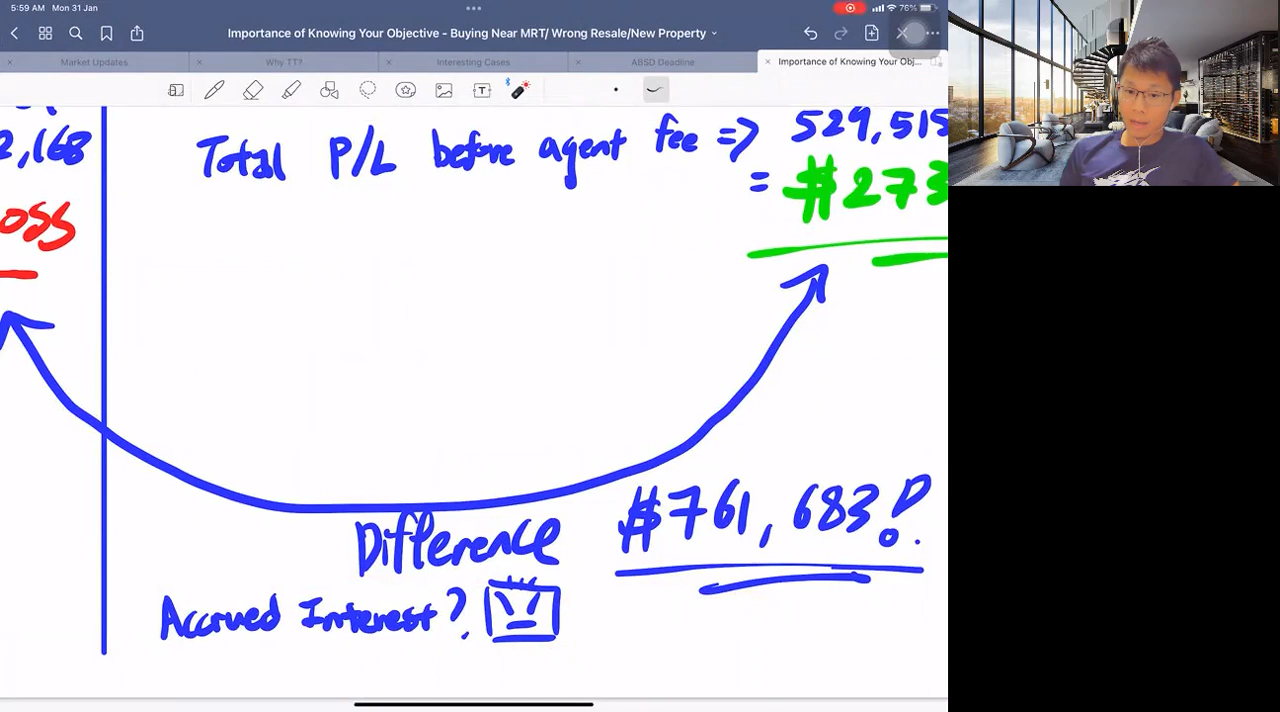 5:59 AM Mon 31 Jan
76%
Importance of Knowing Your Objective - Buying Near MRT/ Wrong Resale/New Property
Market Updates
Why TT?
Interesting Cases
ABSD Deadline
Importance of Knowing Your Obj...
T
2,168
Total P/L before agent fee => 529,515
oss
= $273
Difference
$761,683?!
Accrued Interest?